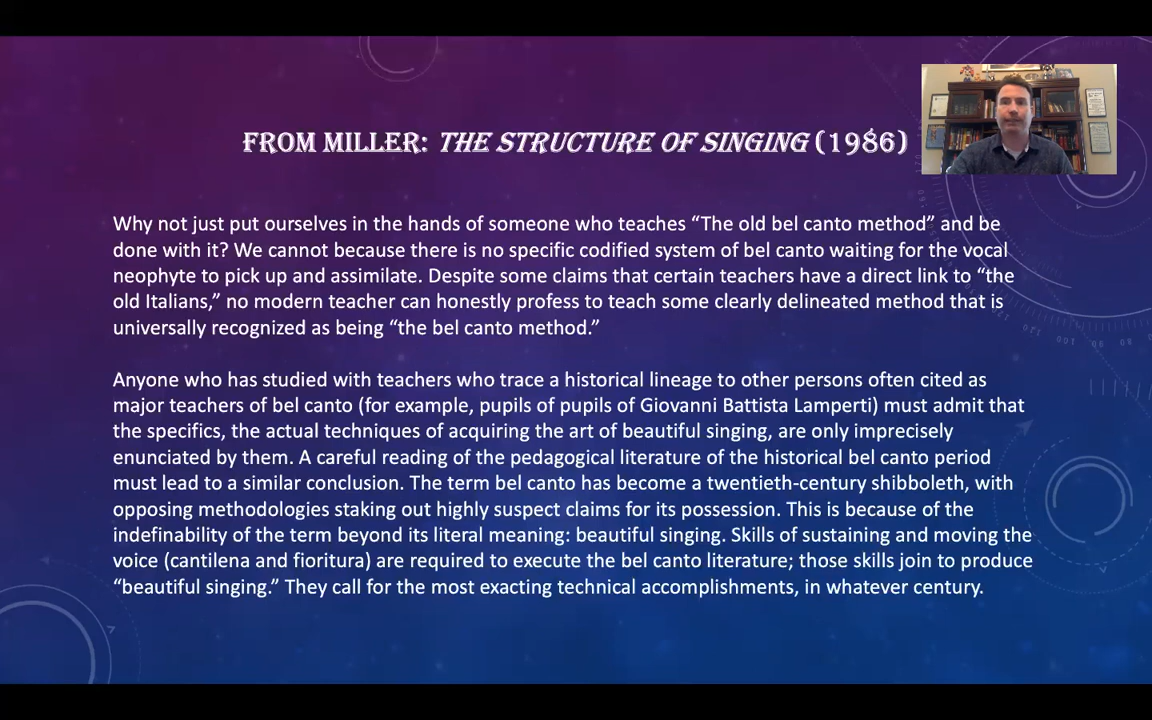 FROM MILLER: THE STRUCTURE OF SINGING (1986)
Why not just put ourselves in the hands of someone who teaches “The old bel canto method” and be
done with it? We cannot because there is no specific codified system of bel canto waiting for the vocal
neophyte to pick up and assimilate. Despite some claims that certain teachers have a direct link to “the
old Italians,” no modern teacher can honestly profess to teach some clearly delineated method that is
universally recognized as being “the bel canto method.”
Anyone who has studied with teachers who trace a historical lineage to other persons often cited as
major teachers of bel canto (for example, pupils of pupils of Giovanni Battista Lamperti) must admit that
the specifics, the actual techniques of acquiring the art of beautiful singing, are only imprecisely
enunciated by them. A careful reading of the pedagogical literature of the historical bel canto period
must lead to a similar conclusion. The term bel canto has become a twentieth-century shibboleth, with
opposing methodologies staking out highly suspect claims for its possession. This is because of the
indefinability of the term beyond its literal meaning: beautiful singing. Skills of sustaining and moving the
voice (cantilena and fioritura) are required to execute the bel canto literature; those skills join to produce
“beautiful singing.” They call for the most exacting technical accomplishments, in whatever century.